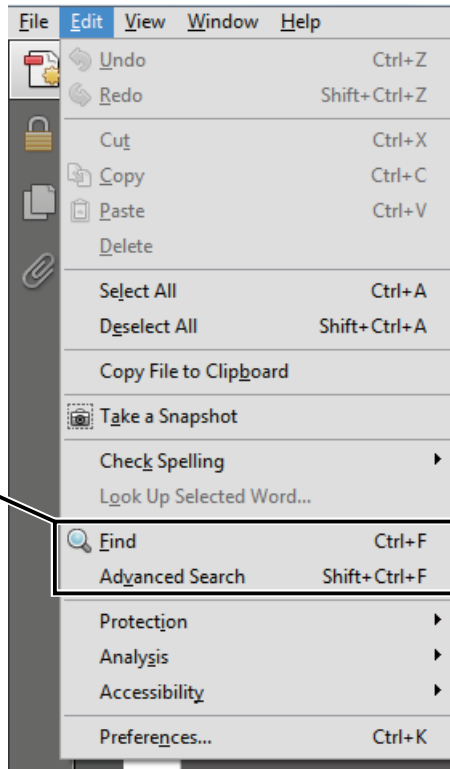 File Edit View Window Help
Undo Ctrl+Z
Redo Shift+Ctrl+Z
Cut Ctrl+X
Copy Ctrl+C
Paste Ctrl+V
Delete
Select All Ctrl+A
Deselect All Shift+Ctrl+A
Copy File to Clipboard
Take a Snapshot
Check Spelling
Look Up Selected Word...
Find Ctrl+F
Advanced Search Shift+Ctrl+F
Protection
Analysis
Accessibility
Preferences... Ctrl+K